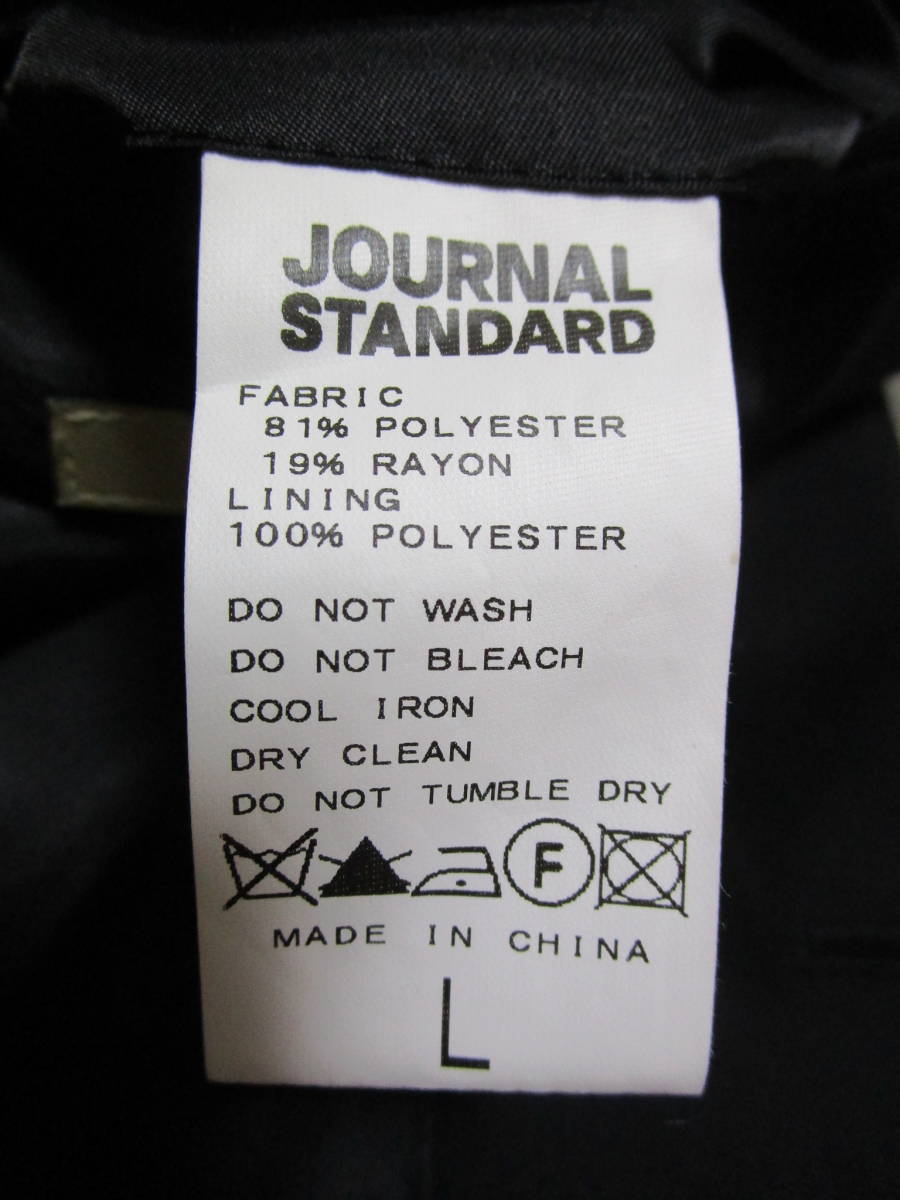 JOURNAL
STANDARD
FABRIC
81% POLYESTER
19% RAYON
LINING
100% POLYESTER
DO NOT WASH
DO NOT BLEACH
COOL IRON
DRY CLEAN
DO NOT TUMBLE DRY
F
MADE IN CHINA
L